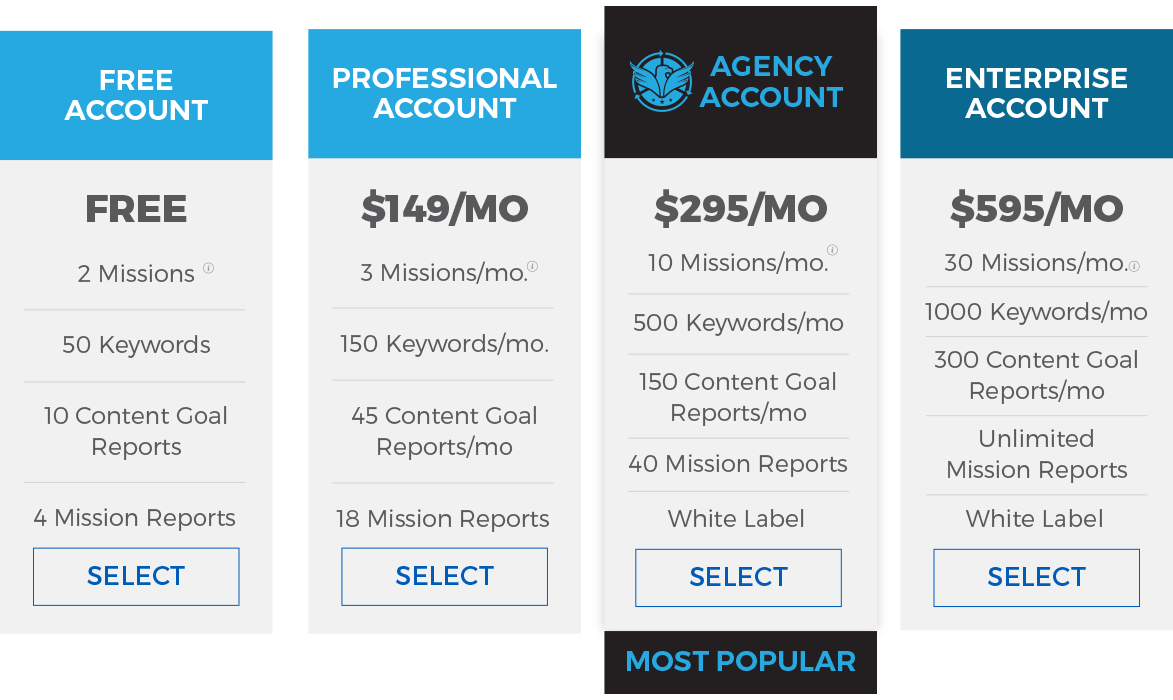 FREE
ACCOUNT
FREE
2 Missions
50 Keywords
10 Content Goal
Reports
4 Mission Reports
SELECT
PROFESSIONAL
ACCOUNT
$149/MO
3 Missions/mo.
150 Keywords/mo.
45 Content Goal
Reports/mo
18 Mission Reports
SELECT
AGENCY
ACCOUNT
$295/MO
10 Missions/mo.
500 Keywords/mo
150 Content Goal
Reports/mo
40 Mission Reports
White Label
SELECT
MOST POPULAR
ENTERPRISE
ACCOUNT
$595/MO
30 Missions/mo.
1000 Keywords/mo
300 Content Goal
Reports/mo
Unlimited
Mission Reports
White Label
SELECT